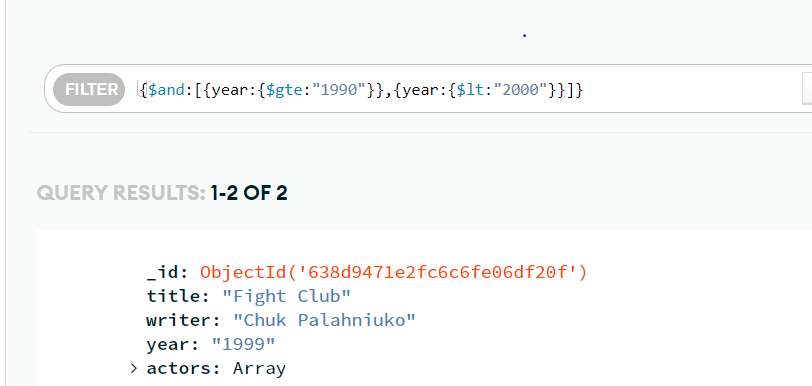 FILTER {$and:[{year:{$gte:"1990"}},{year:{$lt:"2000"}}]}
QUERY RESULTS: 1-2 OF 2
_id: ObjectId('638d9471e2fc6c6fe06df20f')
title: "Fight Club"
writer: "Chuk Palahniuko"
year: "1999"
> actors: Array